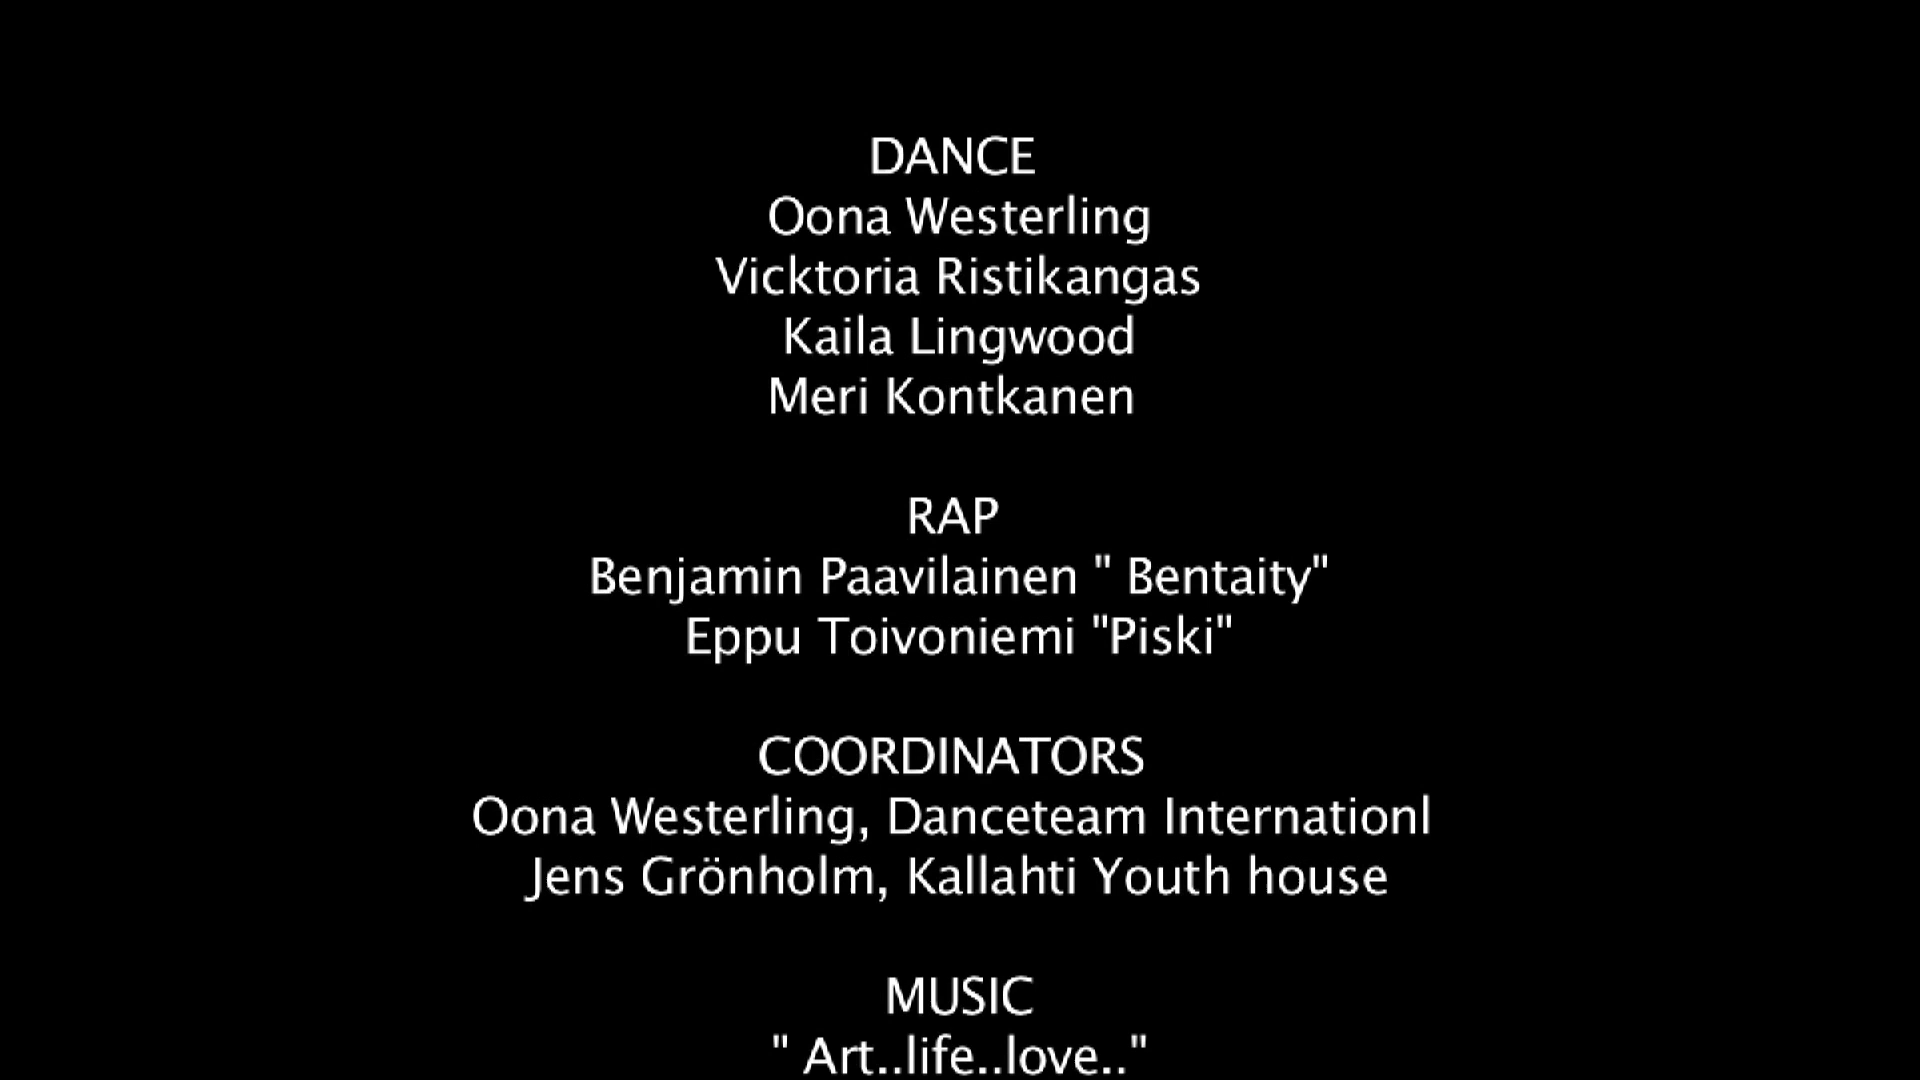 DANCE
Oona Westerling
Vicktoria Ristikangas
Kaila Lingwood
Meri Kontkanen
RAP
Benjamin Paavilainen " Bentaity"
Eppu Toivoniemi "Piski"
COORDINATORS
Oona Westerling, Danceteam Internationl
Jens Grönholm, Kallahti Youth house
MUSIC
" Art..life..love.."